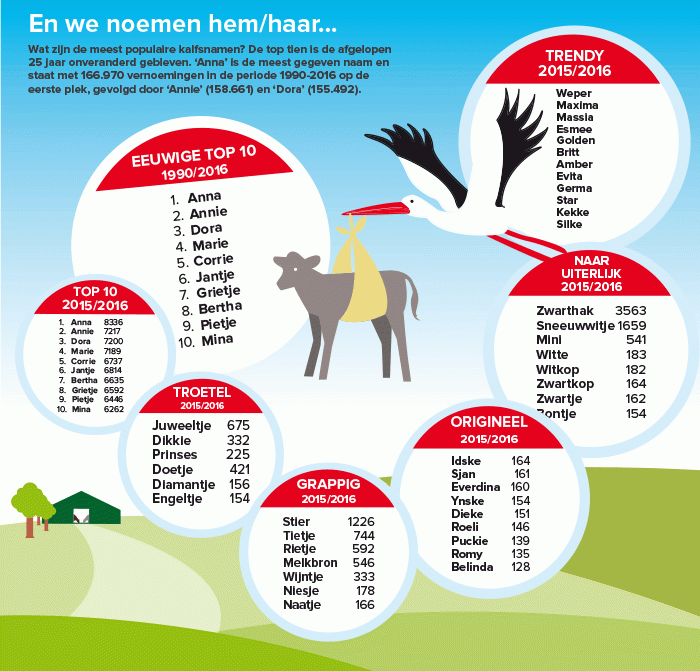 En we noemen hem/haar...
Wat zijn de meest populaire kalfsnamen? De top tien is de afgelopen
25 jaar onveranderd gebleven. ‘Anna’ is de meest gegeven naam en
staat met 166.970 vernoemingen in de periode 1990-2016 op de
eerste plek, gevolgd door ‘Annie’ (158.661) en ‘Dora’ (155.492).
TRENDY
2015/2016
Weper
Maxima
Massia
Esmee
Golden
Britt
Amber
Evita
Germa
Star
Kekke
Silke
EEUWIGE TOP 10
1990/2016
1. Anna
2. Annie
3. Dora
4. Marie
5. Corrie
6. Jantje
7. Grietje
8. Bertha
9. Pietje
10. Mina
NAAR
UITERLIJK
2015/2016
Zwarthak 3563
Sneeuwwitje 1659
Mini 541
Witte 183
Witkop 182
Zwartkop 164
Zwartje 162
Bontje 154
TOP 10
2015/2016
1. Anna 8336
2. Annie 7217
3. Dora 7200
4. Marie 7189
5. Corrie 6737
6. Jantje 6814
7. Bertha 6635
8. Grietje 6592
9. Pietje 6446
10. Mina 6262
TROETEL
2015/2016
Juweeltje 675
Dikkie 332
Prinses 225
Doetje 421
Diamantje 156
Engeltje 154
ORIGINEEL
2015/2016
Idske 164
Sjan 161
Everdina 160
Ynske 154
Dieke 151
Roeli 146
Puckie 139
Romy 135
Belinda 128
GRAPPIG
2015/2016
Stier 1226
Tietje 744
Rietje 592
Melkbron 546
Wijntje 333
Niesje 178
Naatje 166